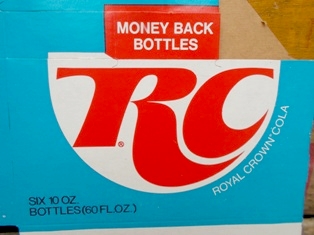 MONEY BACK
BOTTLES
RC®
ROYAL CROWN COLA
SIX 10 OZ.
BOTTLES (60 FL. OZ.)